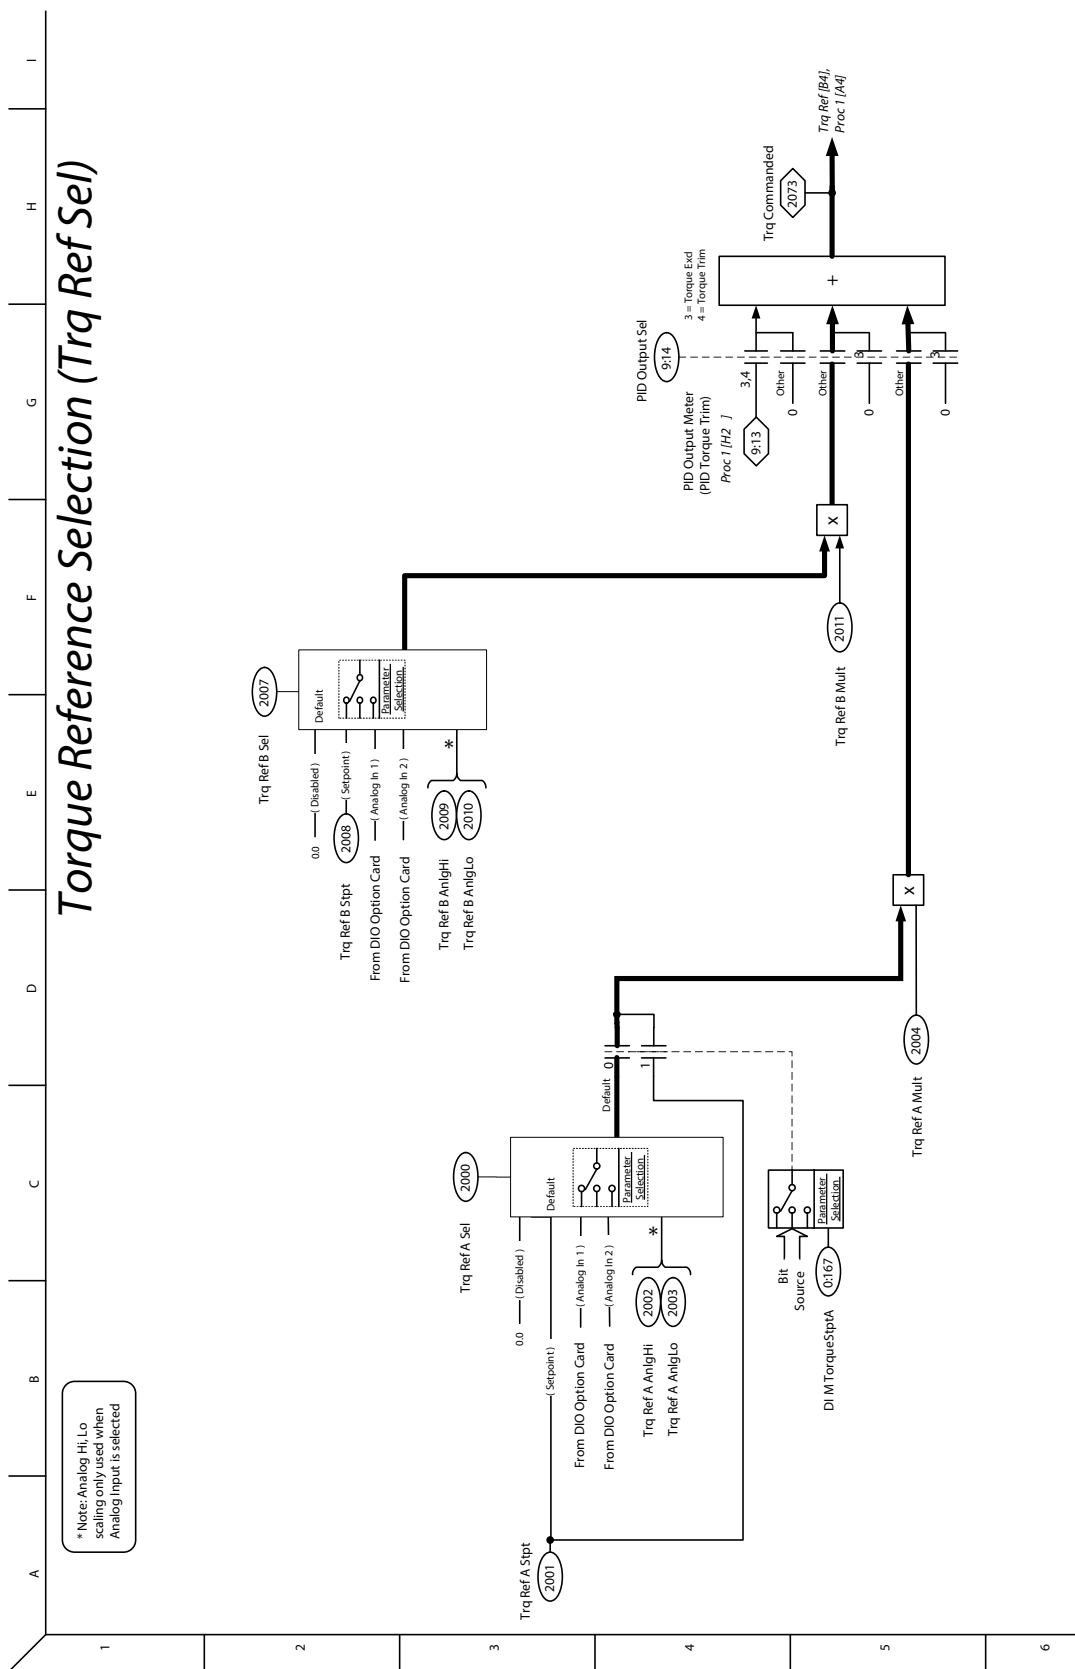 Torque Reference Selection (Trq Ref Sel)
A
B
C
D
E
F
G
H
I
1
2
3
4
5
6
* Note: Analog Hi, Lo
scaling only used when
Analog Input is selected
Trq Ref B Sel
2007
0.0
( Disabled )
Default
Trq Ref B Stpt
2008
( Setpoint )
From DIO Option Card
( Analog In 1 )
From DIO Option Card
( Analog In 2 )
Parameter
Selection
Trq Ref B AnlgHi
2009
*
Trq Ref B AnlgLo
2010
Trq Ref A Sel
2000
0.0
( Disabled )
Default
Trq Ref A Stpt
2001
( Setpoint )
From DIO Option Card
( Analog In 1 )
From DIO Option Card
( Analog In 2 )
Parameter
Selection
Trq Ref A AnlgHi
2002
*
Trq Ref A AnlgLo
2003
Default
0
1
Bit
Source
Parameter
Selection
DI M TorqueStptA
0:167
Trq Ref A Mult
2004
x
Trq Ref B Mult
2011
x
PID Output Sel
9:14
PID Output Meter
(PID Torque Trim)
Proc 1 [H2 ]
9:13
3,4
Other
0
Other
3
0
Other
3
0
3 = Torque Exd
4 = Torque Trim
+
Trq Commanded
2073
Trq Ref [B4],
Proc 1 [A4]